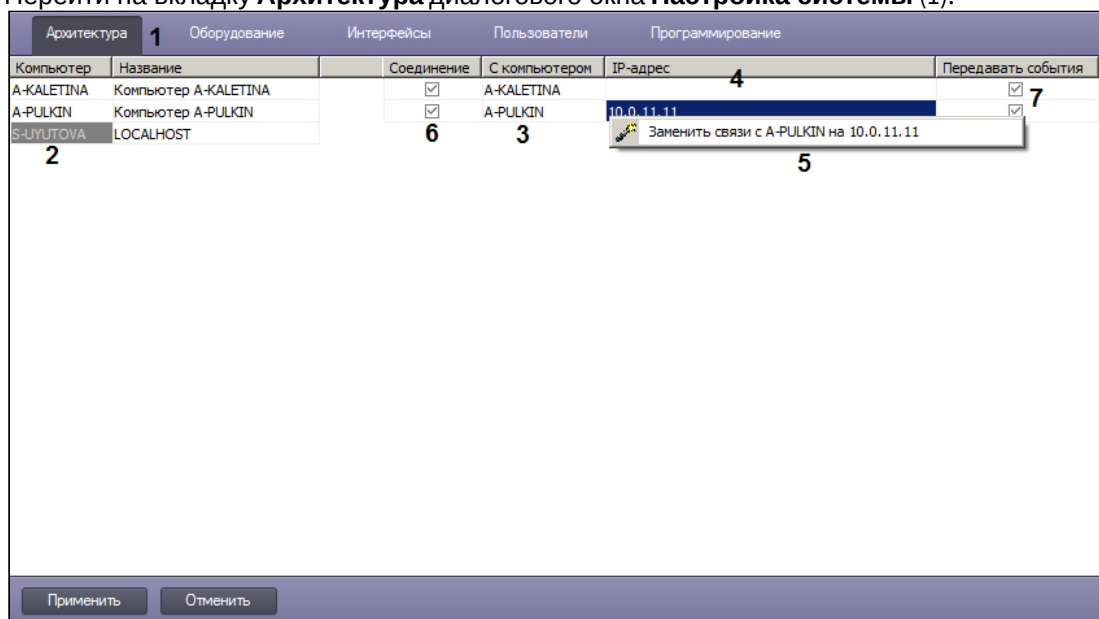 Перейти на вкладку Архитектура диалогового окна Настройка системы (1).
Архитектура 1 Оборудование Интерфейсы Пользователи Программирование
Компьютер Название Соединение С компьютером IP-адрес Передавать события
4
A-KALETINA Компьютер A-KALETINA A-KALETINA
7
A-PULKIN Компьютер A-PULKIN A-PULKIN 10.0.11.11
S-UYUTOVA LOCALHOST 6 3 Заменить связи с A-PULKIN на 10.0.11.11
2 5
Применить Отменить